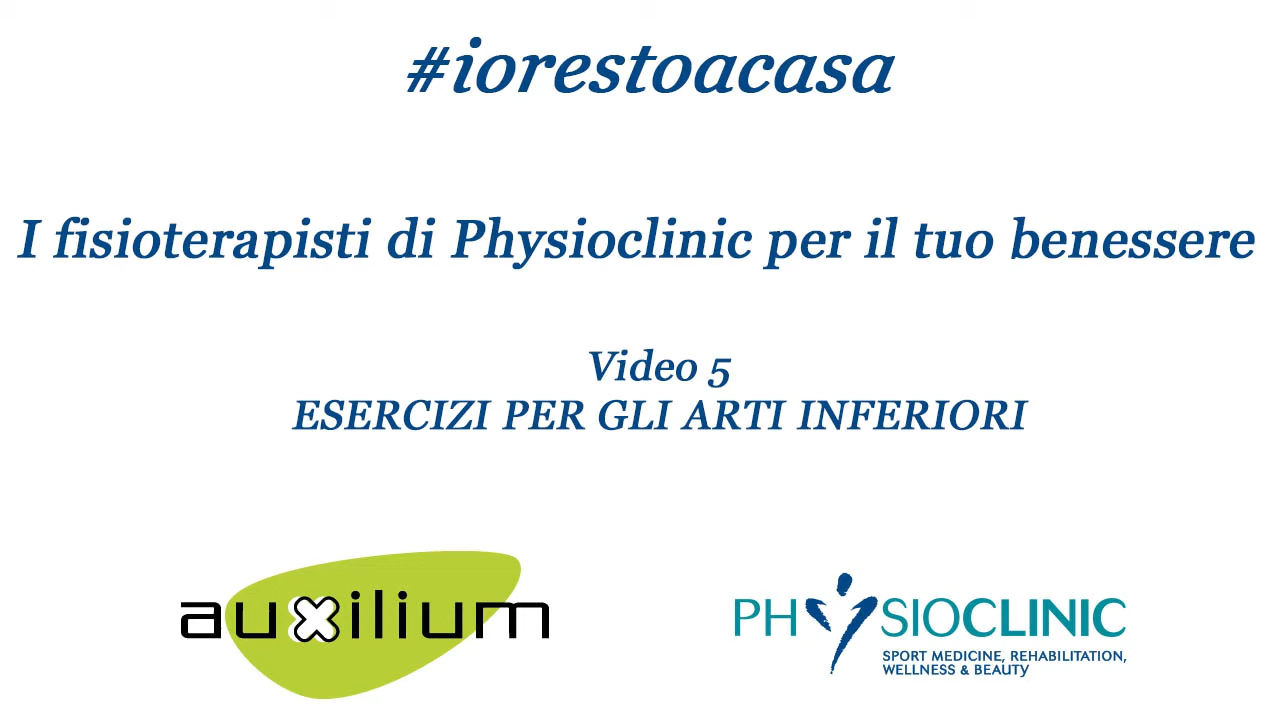 #iorestoacasa
I fisioterapisti di Physioclinic per il tuo benessere
Video 5
ESERCIZI PER GLI ARTI INFERIORI
auxilium
PHYSIOCLINIC
SPORT MEDICINE, REHABILITATION,
WELLNESS & BEAUTY